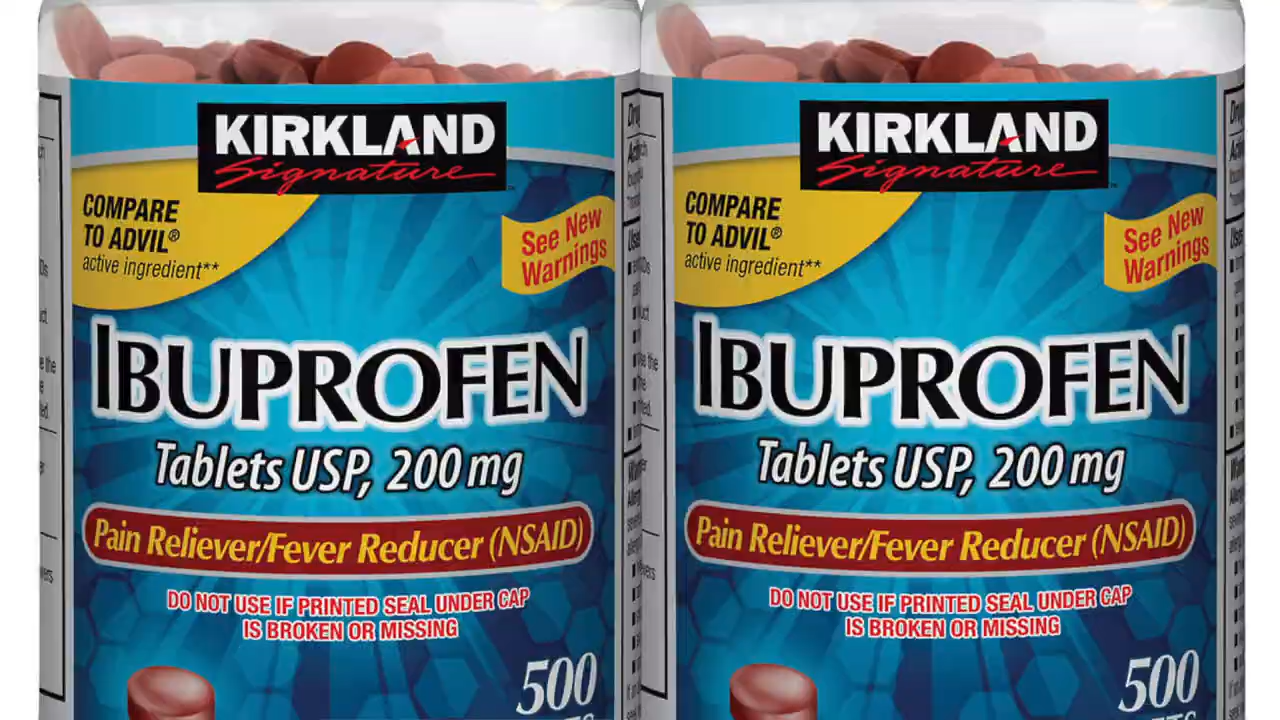 KIRKLAND
Signature
COMPARE
TO ADVIL®
active ingredient**
See New
Warnings
IBUPROFEN
Tablets USP, 200 mg
Pain Reliever/Fever Reducer (NSAID)
DO NOT USE IF PRINTED SEAL UNDER CAP
IS BROKEN OR MISSING
500
KIRKLAND
Signature
COMPARE
TO ADVIL®
active ingredient**
See New
Warnings
IBUPROFEN
Tablets USP, 200 mg
Pain Reliever/Fever Reducer (NSAID)
DO NOT USE IF PRINTED SEAL UNDER CAP
IS BROKEN OR MISSING
500